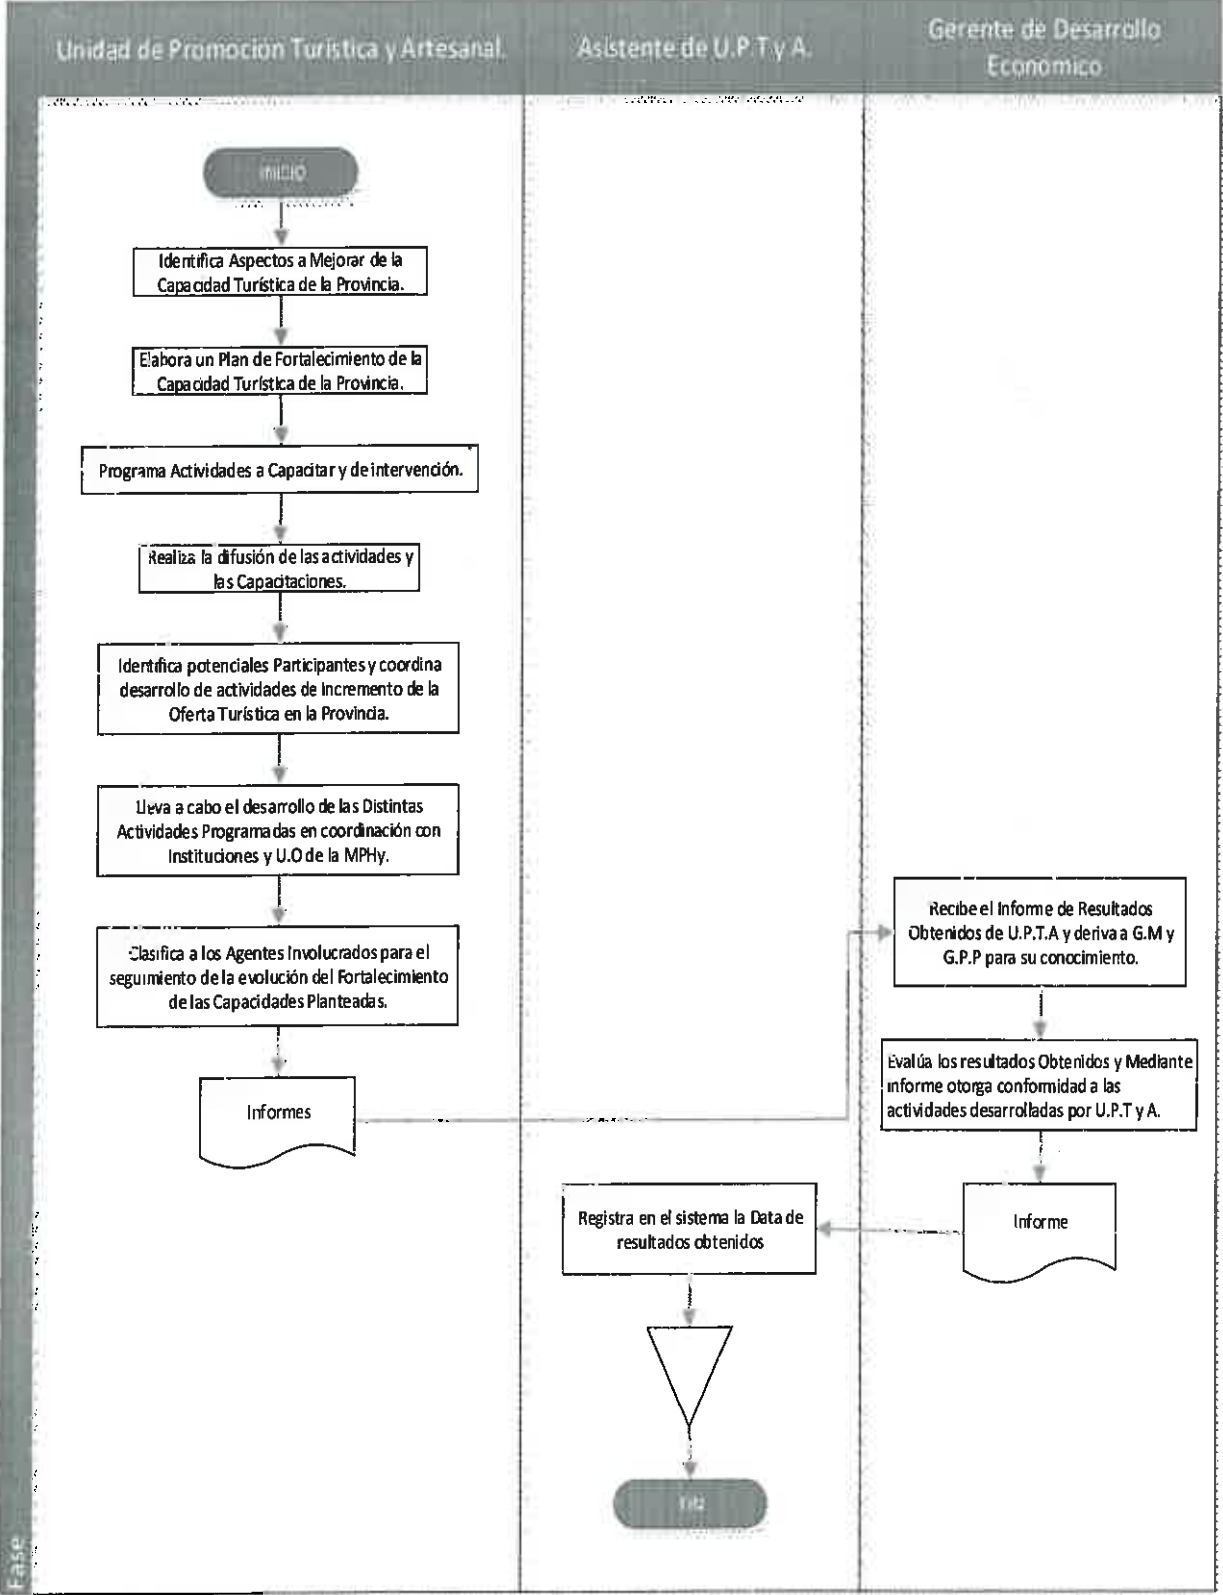 Unidad de Promoción Turística y Artesanal.
Asistente de U.P.T y A.
Gerente de Desarrollo
Económico
INICIO
Identifica Aspectos a Mejorar de la
Capacidad Turística de la Provincia.
Elabora un Plan de Fortalecimiento de la
Capacidad Turística de la Provincia.
Programa Actividades a Capacitar y de intervención.
Realiza la difusión de las actividades y
las Capacitaciones.
Identifica potenciales Participantes y coordina
desarrollo de actividades de Incremento de la
Oferta Turística en la Provincia.
Lleva a cabo el desarrollo de las Distintas
Actividades Programadas en coordinación con
Instituciones y U.O de la MPHy.
Clasifica a los Agentes Involucrados para el
seguimiento de la evolución del Fortalecimiento
de las Capacidades Planteadas.
Informes
Recibe el Informe de Resultados
Obtenidos de U.P.T.A y deriva a G.M y
G.P.P para su conocimiento.
Evalúa los resultados Obtenidos y Mediante
informe otorga conformidad a las
actividades desarrolladas por U.P.T y A.
Informe
Registra en el sistema la Data de
resultados obtenidos
FIN
Fase